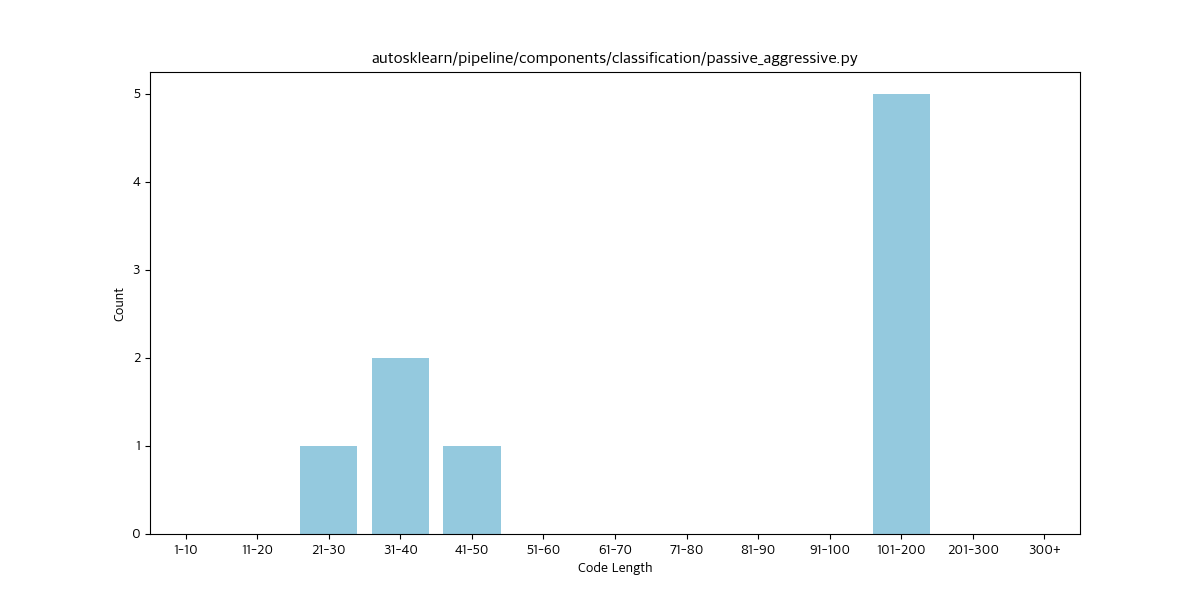 autosklearn/pipeline/components/classification/passive_aggressive.py
5
4
3
2
1
0
Count
1-10 11-20 21-30 31-40 41-50 51-60 61-70 71-80 81-90 91-100 101-200 201-300 300+
Code Length